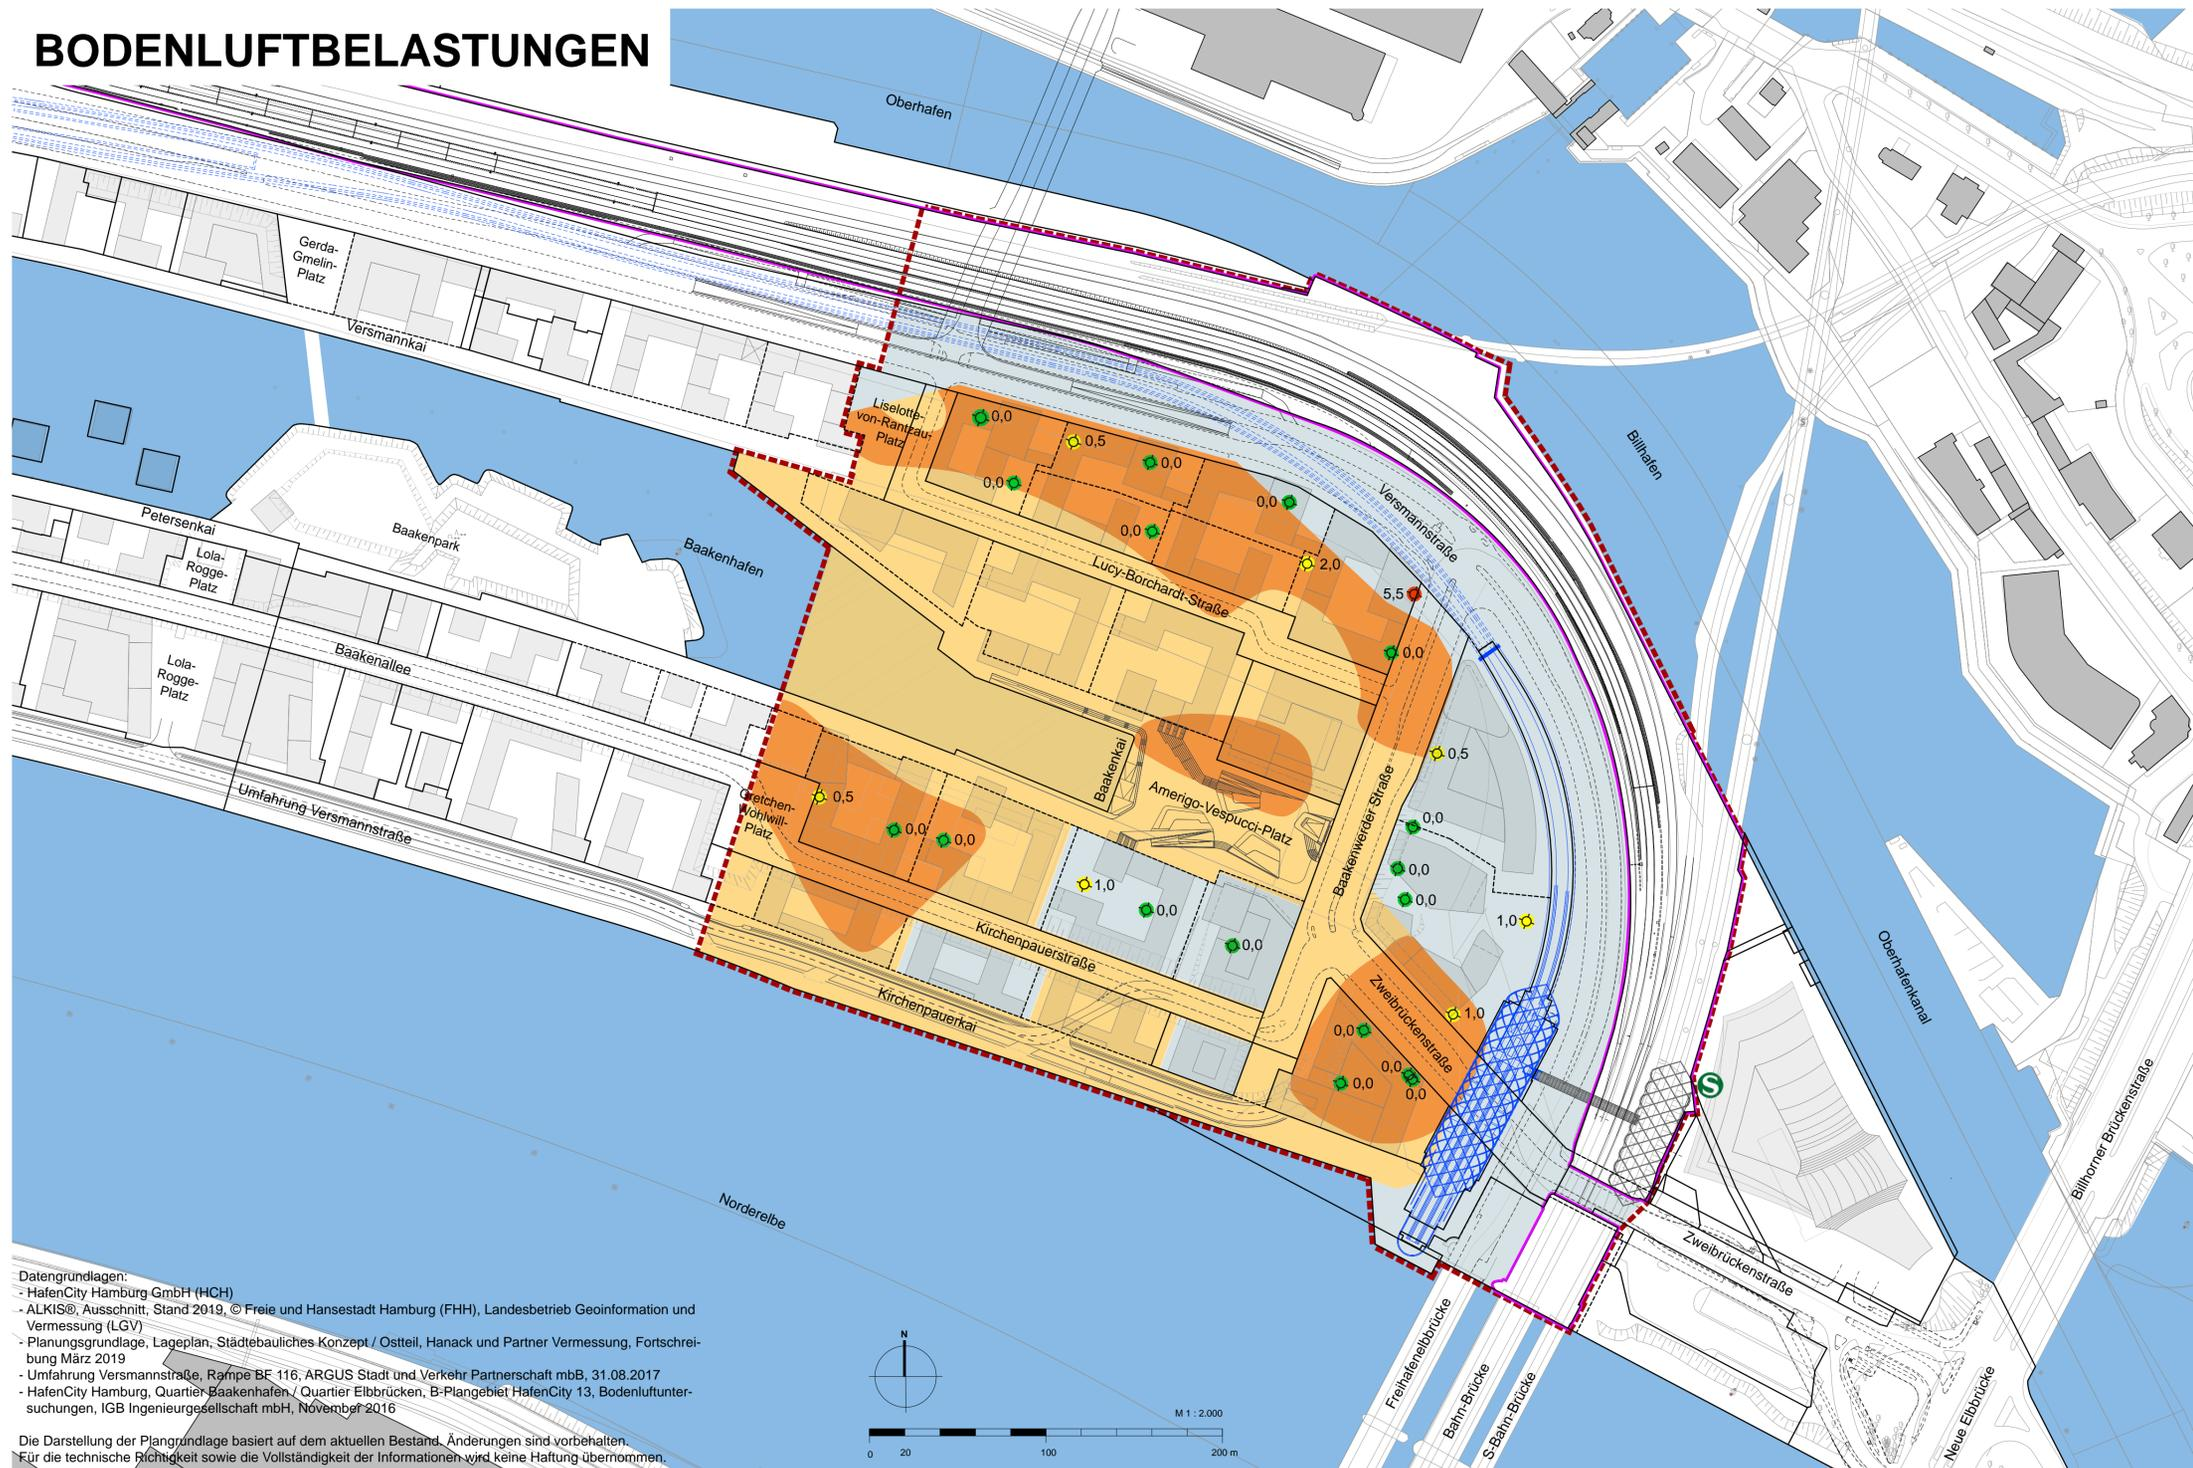 BODENLUFTBELASTUNGEN
Oberhafen
Gerda-
Gmelin-
Platz
Versmannkai
Liselotte-
von-Rantzau-
Platz
0,0
0,5
0,0
0,0
0,0
0,0
2,0
5,5
0,0
Versmannstraße
Billhafen
Lucy-Borchardt-Straße
Petersenkai
Lola-
Rogge-
Platz
Baakenpark
Baakenhafen
Baakenallee
Lola-
Rogge-
Platz
Umfahrung Versmannstraße
Gretchen-
Wohlwill-
Platz
0,5
0,0
0,0
Baakenkai
Amerigo-Vespucci-Platz
Baakenwerder Straße
0,5
0,0
0,0
0,0
1,0
1,0
0,0
0,0
Kirchenpauerstraße
Kirchenpauerkai
Zweibrückenstraße
1,0
0,0
0,0
0,0
0,0
S
Oberhafenkanal
Billhorner Brückenstraße
Zweibrückenstraße
Norderelbe
Freihafenelbbrücke
Bahn-Brücke
S-Bahn-Brücke
Neue Elbbrücke
Datengrundlagen:
- HafenCity Hamburg GmbH (HCH)
- ALKIS®, Ausschnitt, Stand 2019, © Freie und Hansestadt Hamburg (FHH), Landesbetrieb Geoinformation und
Vermessung (LGV)
- Planungsgrundlage, Lageplan, Städtebauliches Konzept / Ostteil, Hanack und Partner Vermessung, Fortschrei-
bung März 2019
- Umfahrung Versmannstraße, Rampe BF 116, ARGUS Stadt und Verkehr Partnerschaft mbB, 31.08.2017
- HafenCity Hamburg, Quartier Baakenhafen / Quartier Elbbrücken, B-Plangebiet HafenCity 13, Bodenluftunter-
suchungen, IGB Ingenieurgesellschaft mbH, November 2016
Die Darstellung der Plangrundlage basiert auf dem aktuellen Bestand. Änderungen sind vorbehalten.
Für die technische Richtigkeit sowie die Vollständigkeit der Informationen wird keine Haftung übernommen.
N
M 1 : 2.000
0 20 100 200 m